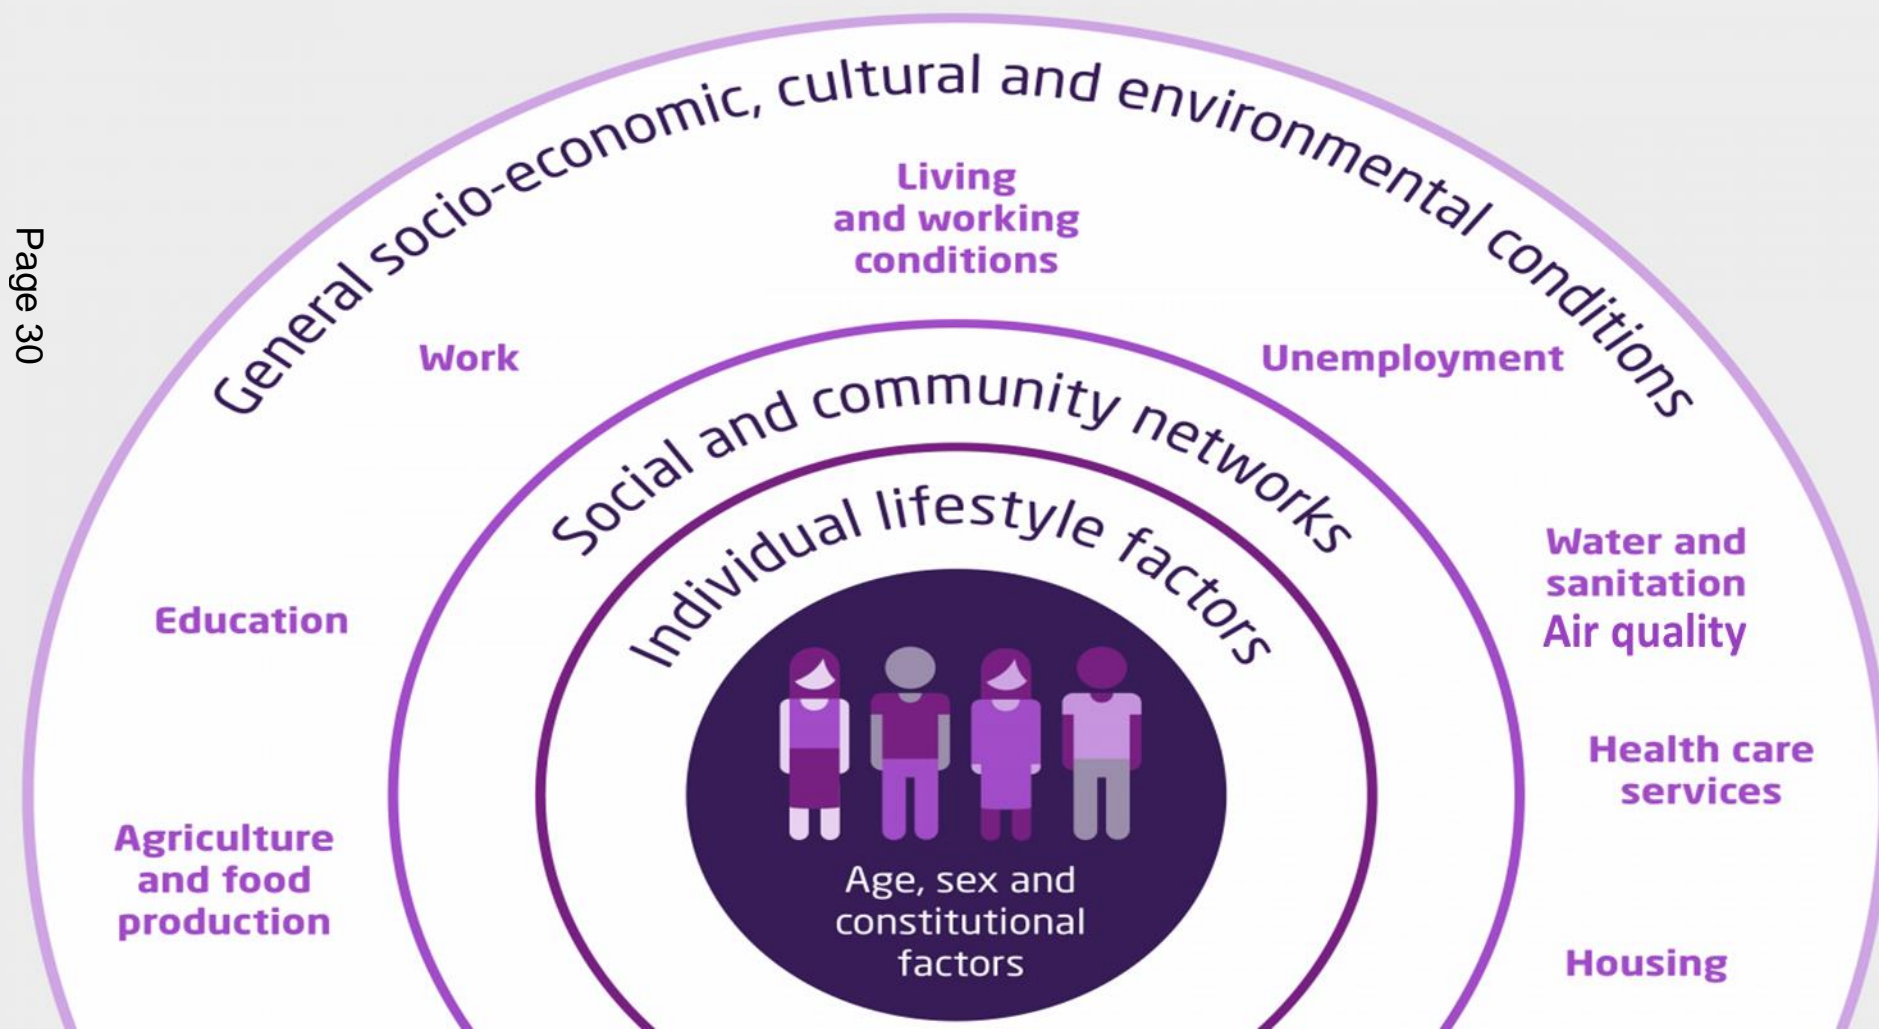 Page 30
General socio-economic, cultural and environmental conditions
Living
and working
conditions
Work
Unemployment
Social and community networks
Individual lifestyle factors
Education
Water and
sanitation
Air quality
Health care
services
Agriculture
and food
production
Age, sex and
constitutional
factors
Housing